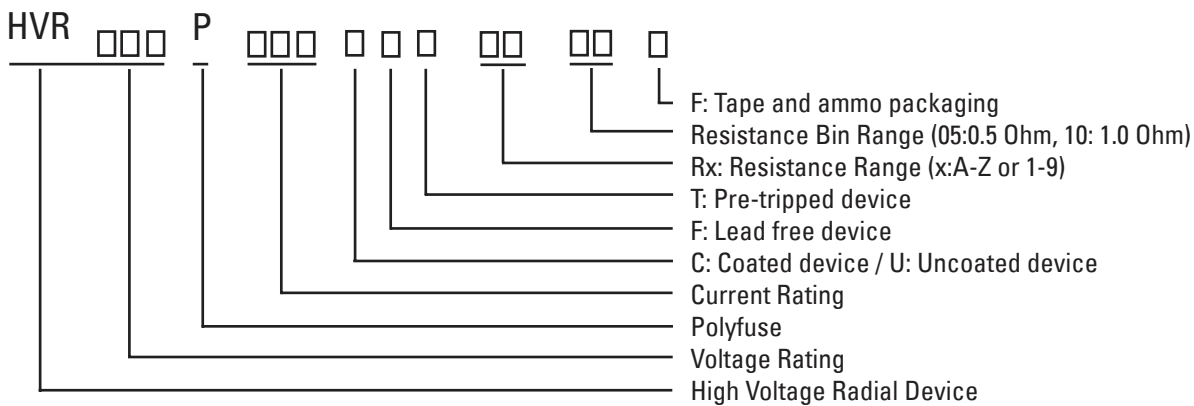 HVR □□□ P □□□ □ □ □ □□ □□ □
F: Tape and ammo packaging
Resistance Bin Range (05:0.5 Ohm, 10: 1.0 Ohm)
Rx: Resistance Range (x:A-Z or 1-9)
T: Pre-tripped device
F: Lead free device
C: Coated device / U: Uncoated device
Current Rating
Polyfuse
Voltage Rating
High Voltage Radial Device